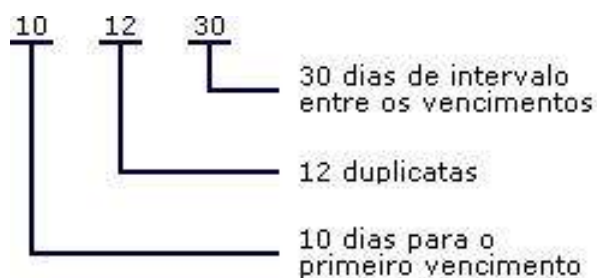 10 12 30
30 dias de intervalo
entre os vencimentos
12 duplicatas
10 dias para o
primeiro vencimento